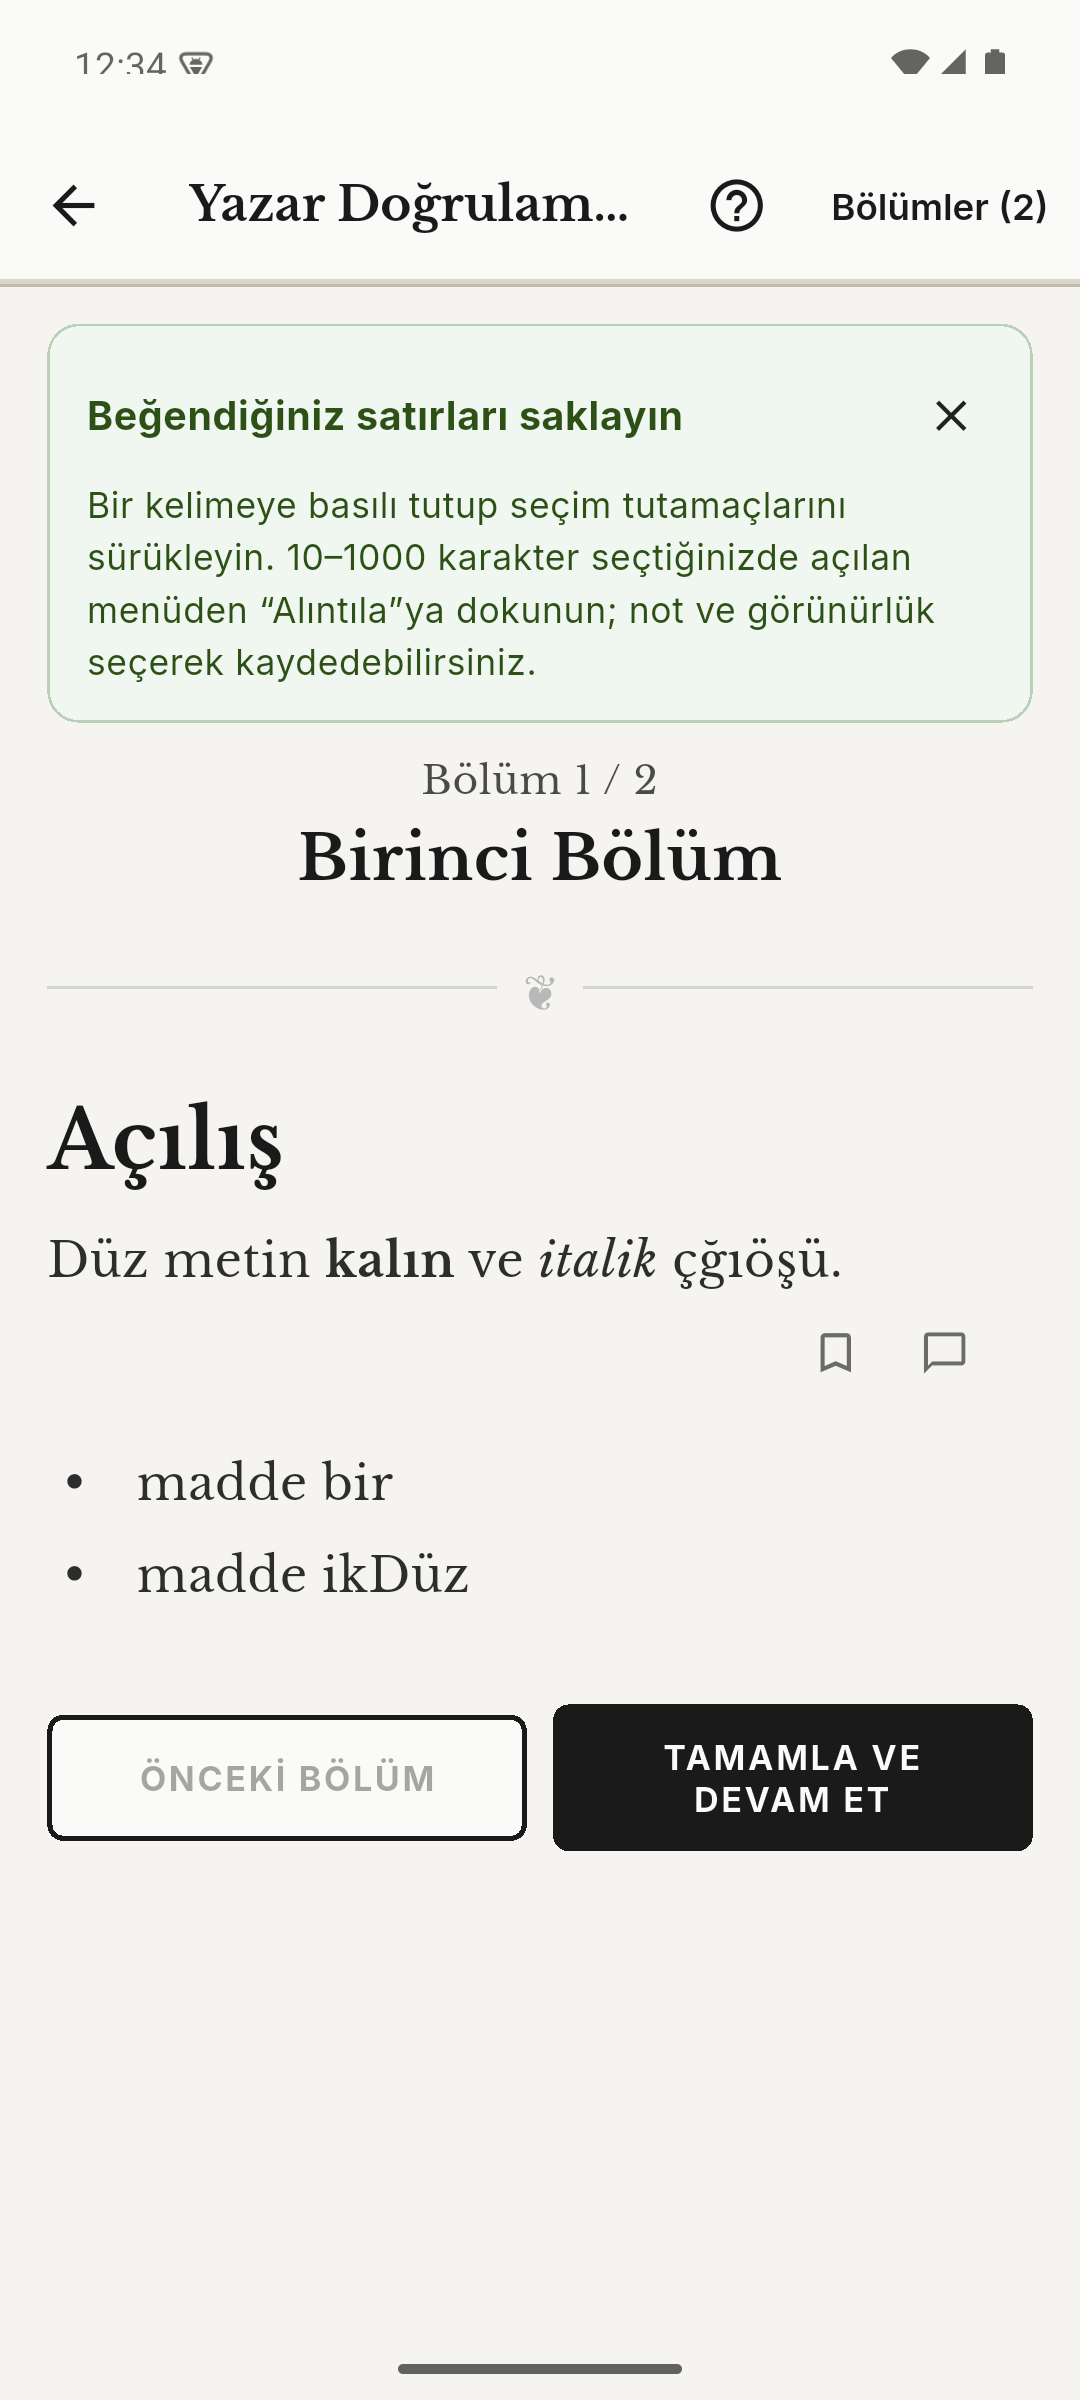 12:34
Yazar Doğrulam...
Bölümler (2)
Beğendiğiniz satırları saklayın
Bir kelimeye basılı tutup seçim tutamaçlarını
sürükleyin. 10–1000 karakter seçtiğinizde açılan
menüden “Alıntıla”ya dokunun; not ve görünürlük
seçerek kaydedebilirsiniz.
Bölüm 1 / 2
Birinci Bölüm
Açılış
Düz metin kalın ve italik çğıöşü.
• madde bir
• madde ikDüz
ÖNCEKİ BÖLÜM
TAMAMLA VE
DEVAM ET